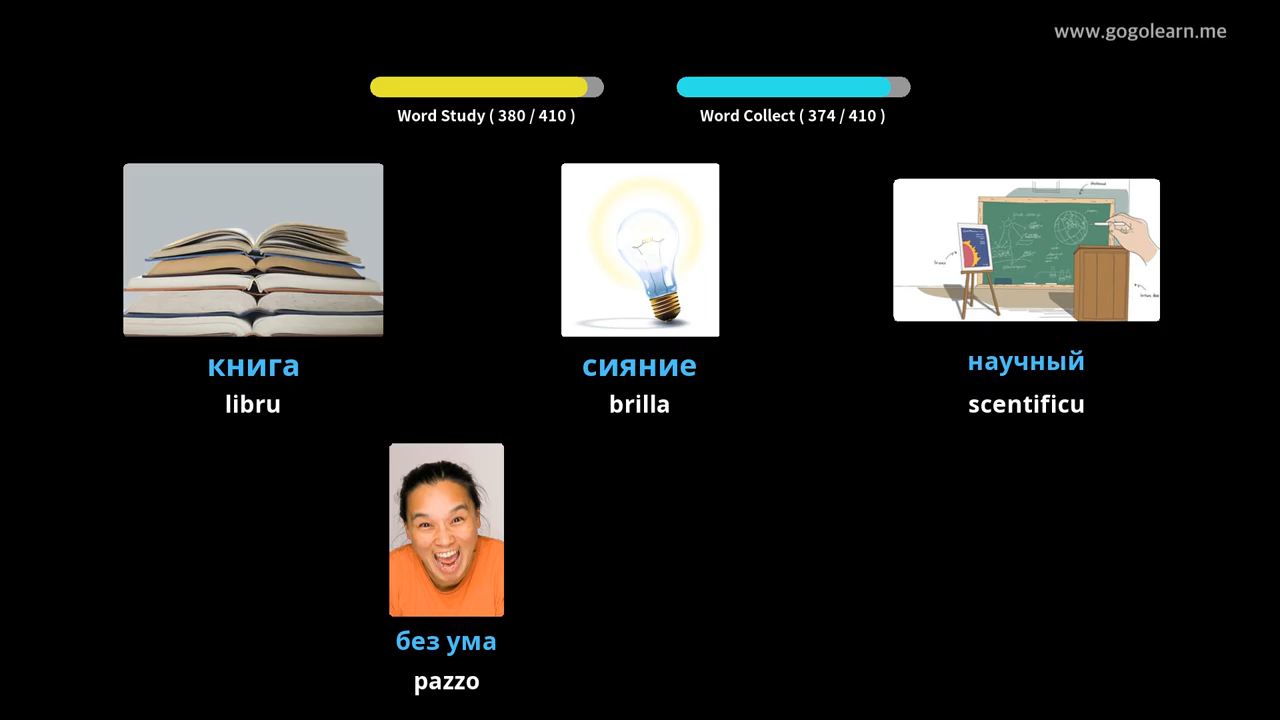 www.gogolearn.me
Word Study ( 380 / 410 )
Word Collect ( 374 / 410 )
книга
libru
сияние
brilla
научный
scentificu
без ума
pazzo